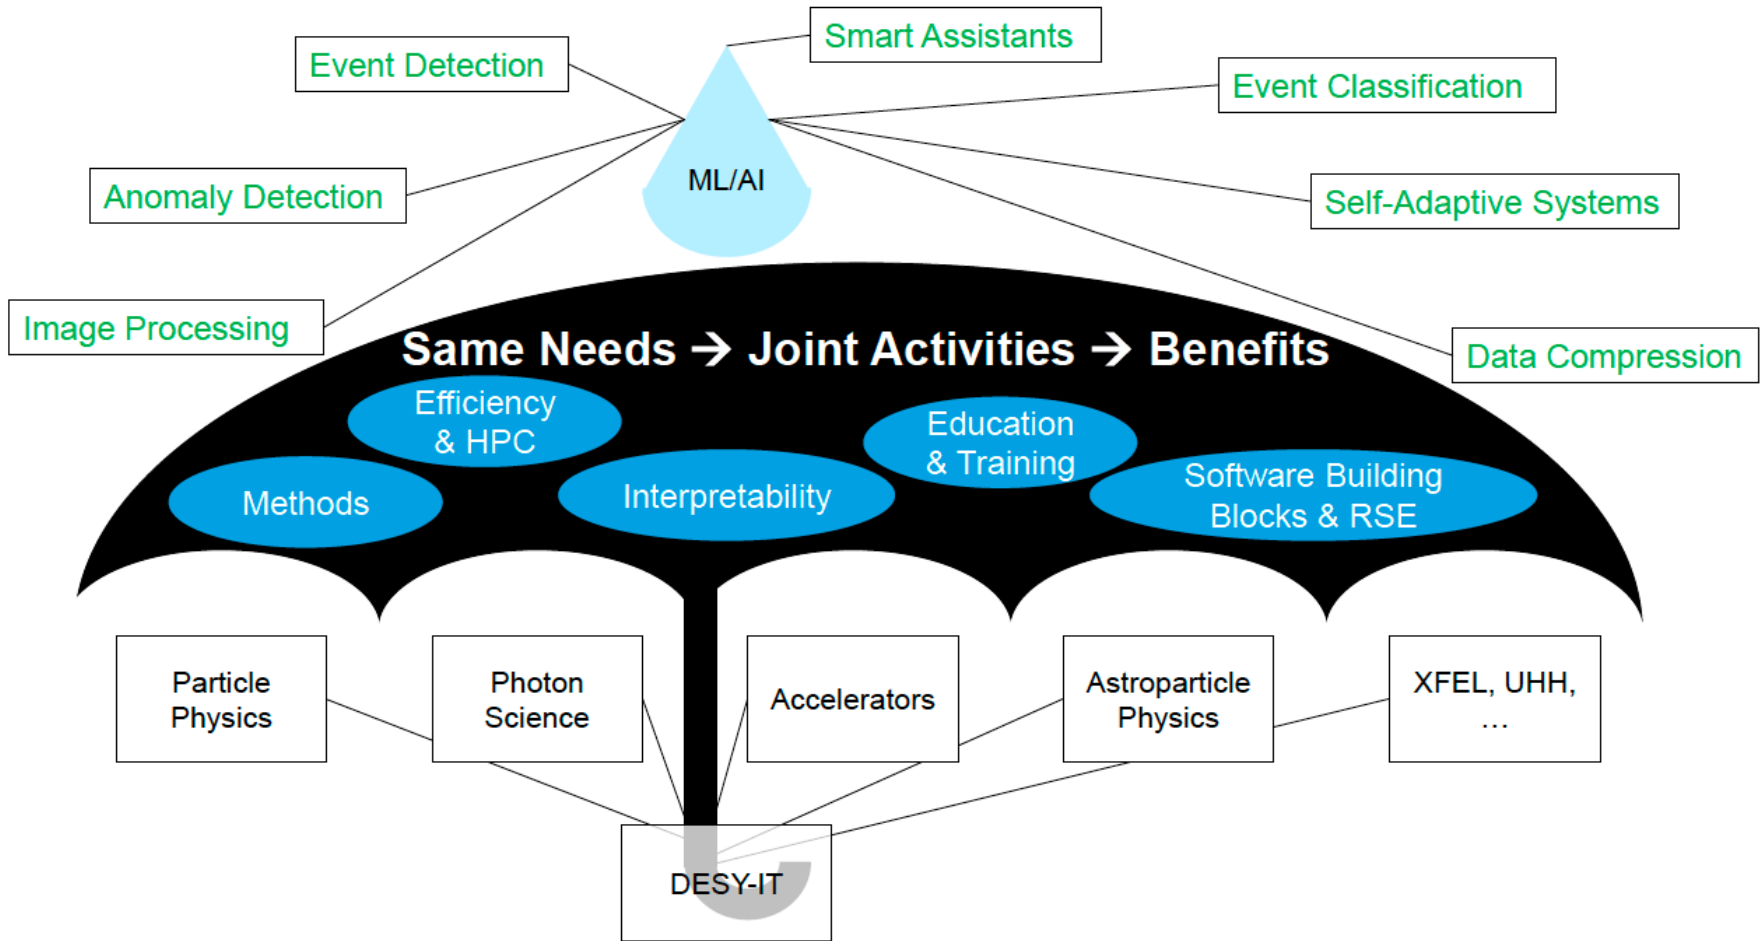 Smart Assistants
Event Detection
Event Classification
ML/AI
Anomaly Detection
Self-Adaptive Systems
Image Processing
Same Needs → Joint Activities → Benefits
Data Compression
Efficiency
& HPC
Education
& Training
Methods
Interpretability
Software Building
Blocks & RSE
Particle
Physics
Photon
Science
Accelerators
Astroparticle
Physics
XFEL, UHH,
…
DESY-IT